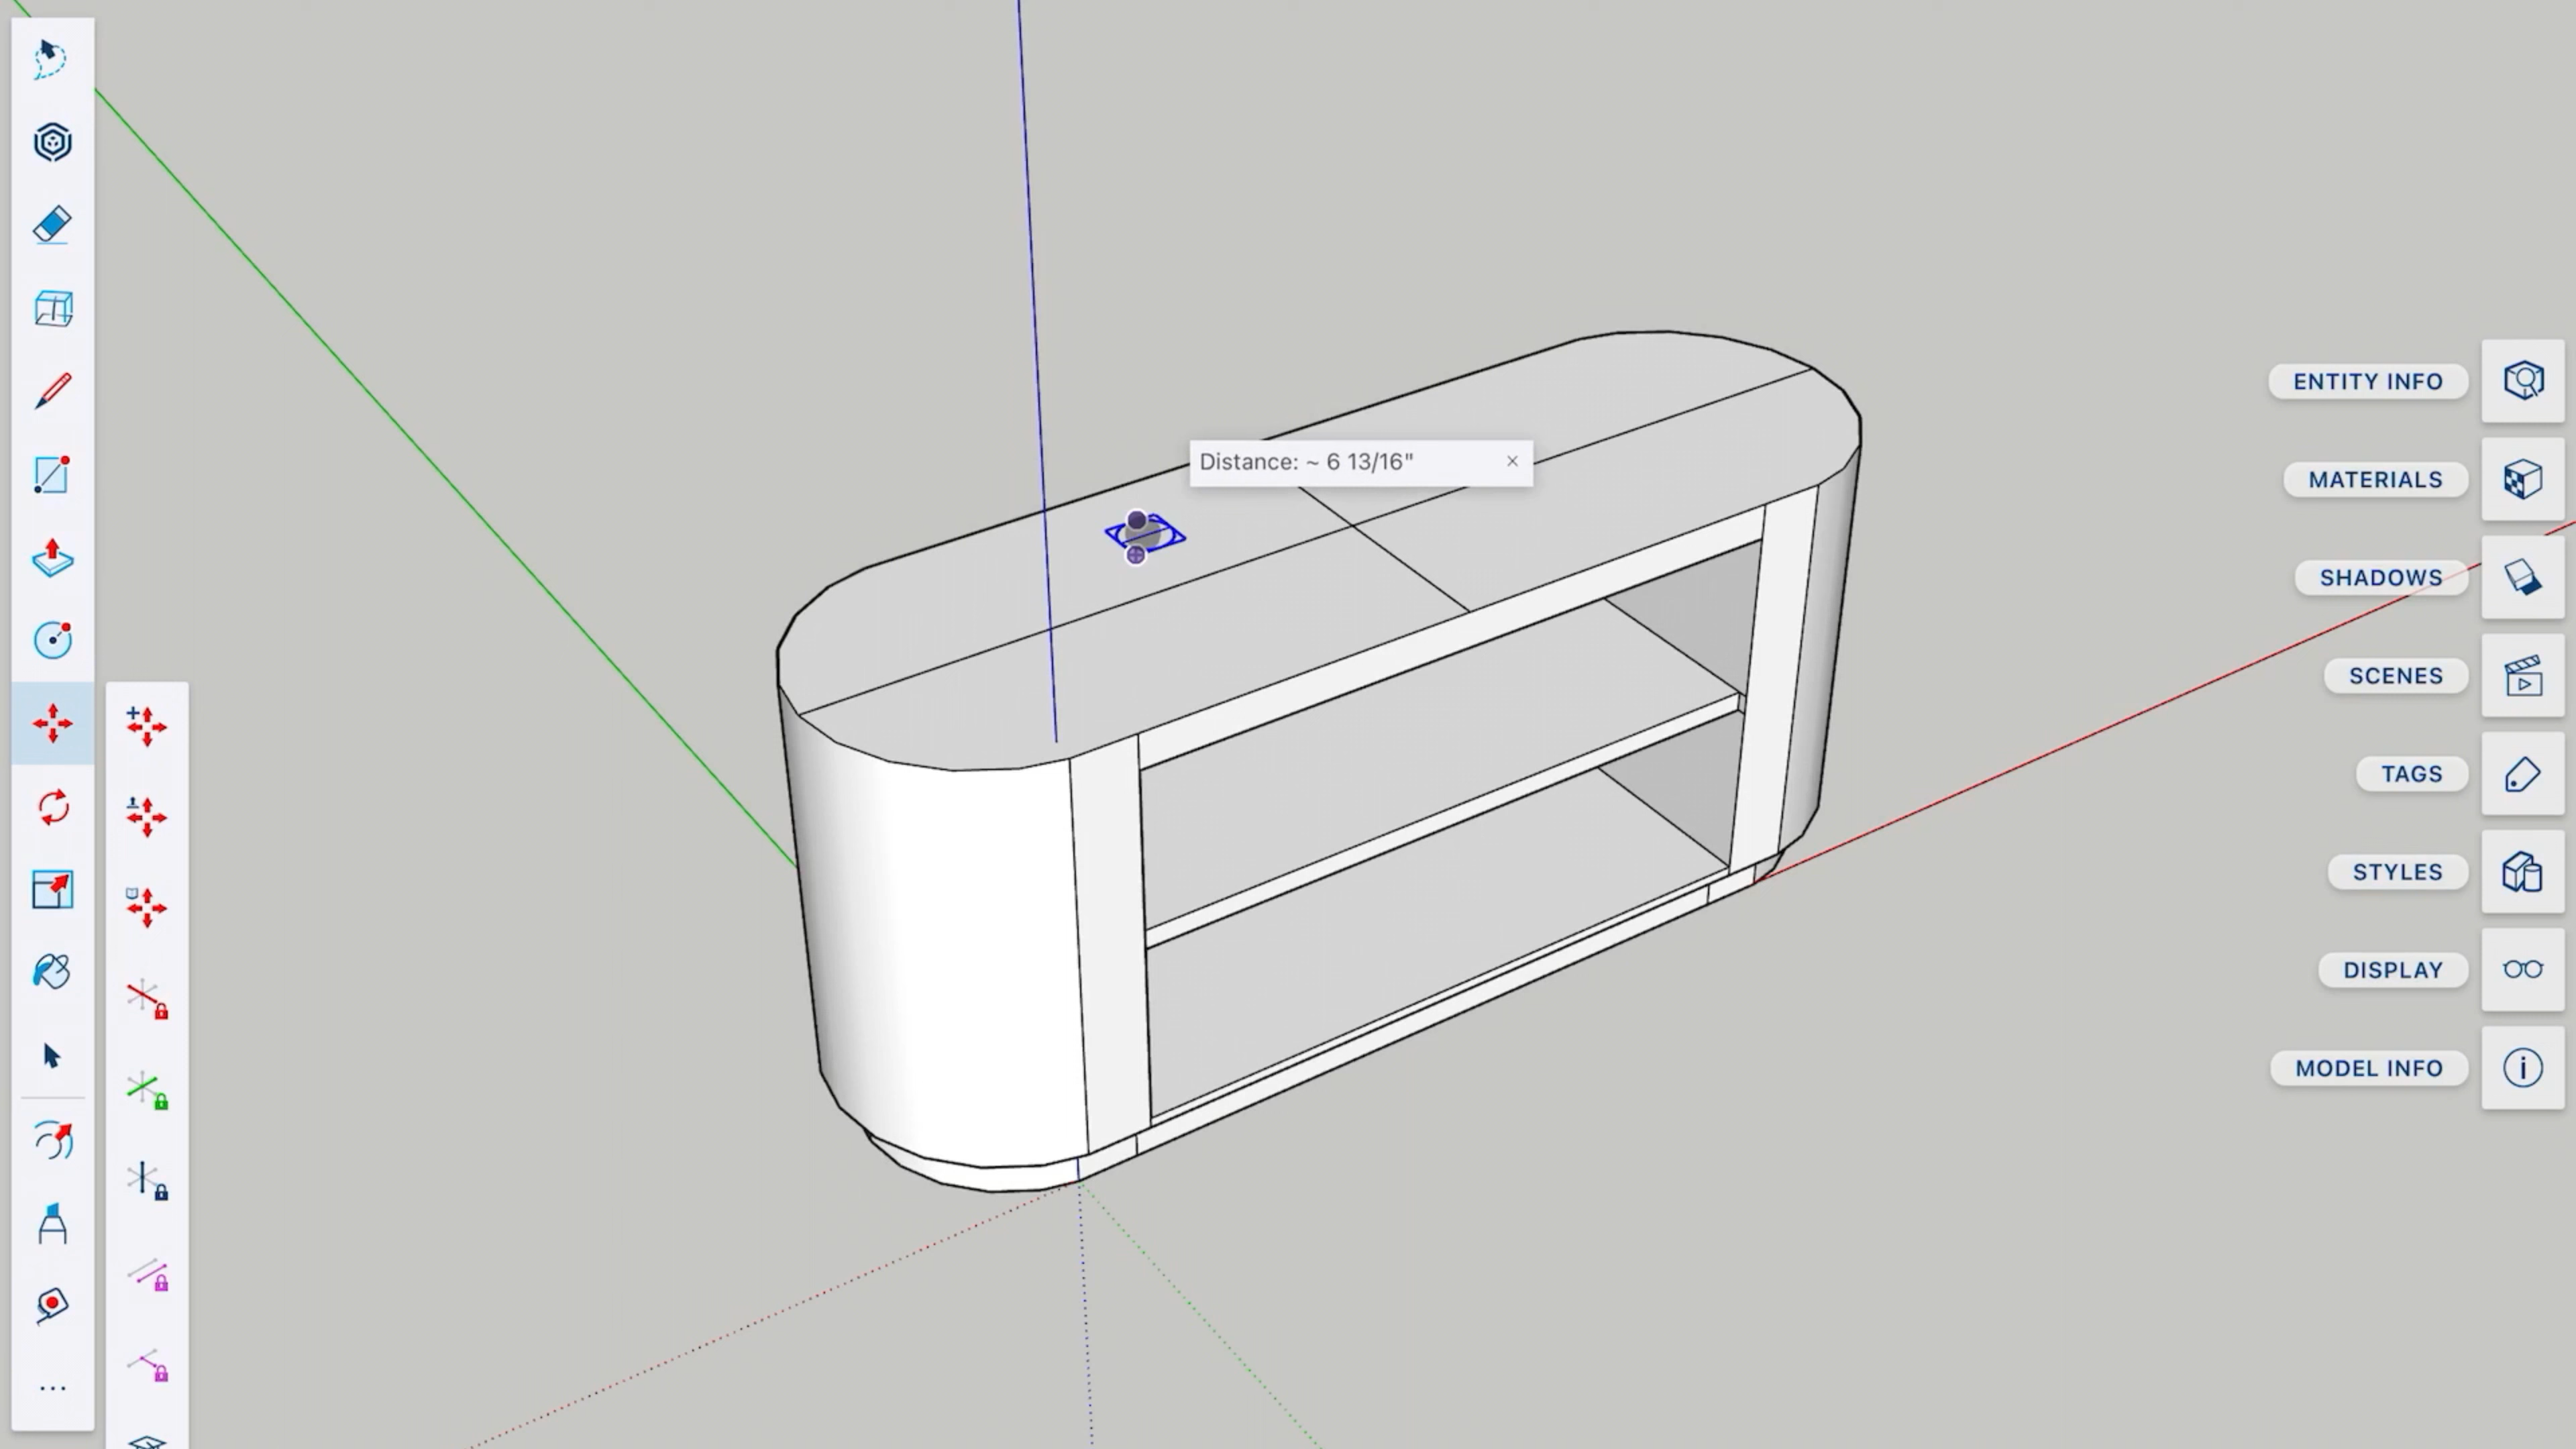 ENTITY INFO
Distance: ~ 6 13/16"
MATERIALS
SHADOWS
SCENES
TAGS
STYLES
DISPLAY
MODEL INFO